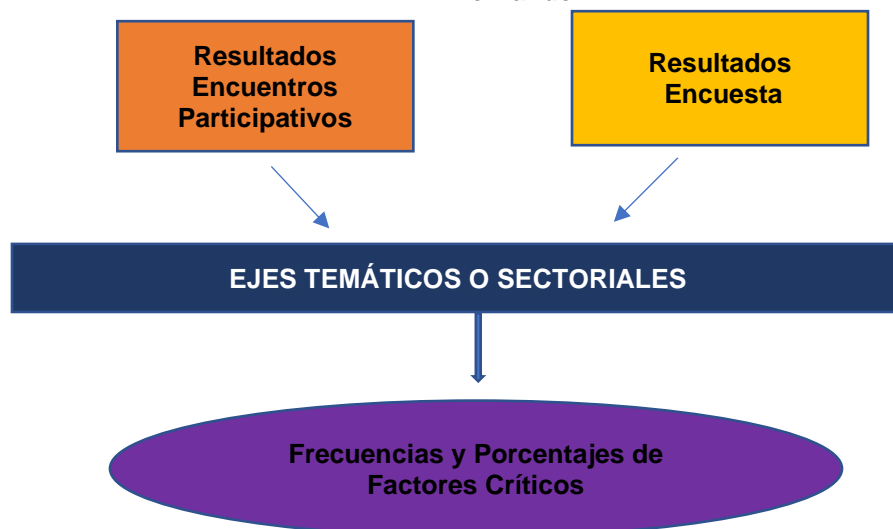 Resultados
Encuentros
Participativos
Resultados
Encuesta
EJES TEMÁTICOS O SECTORIALES
Frecuencias y Porcentajes de
Factores Críticos